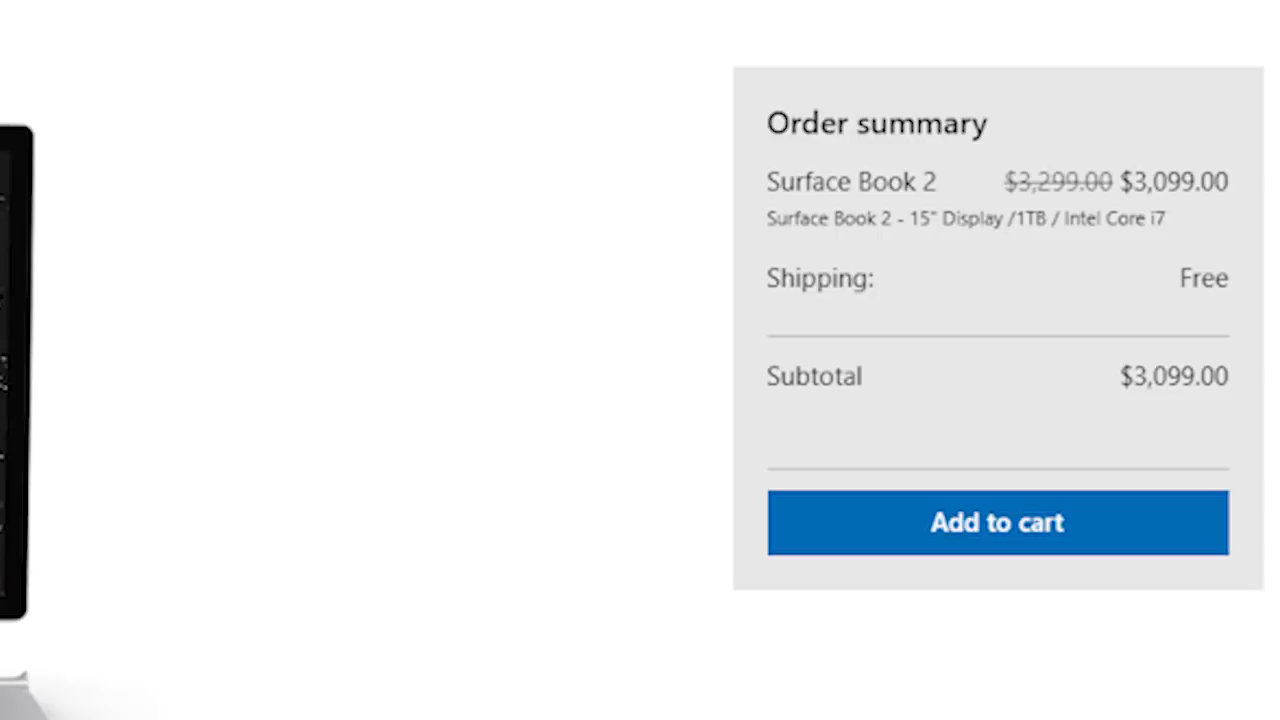 Order summary
Surface Book 2 $3,299.00 $3,099.00
Surface Book 2 - 15" Display /1TB / Intel Core i7
Shipping: Free
Subtotal $3,099.00
Add to cart